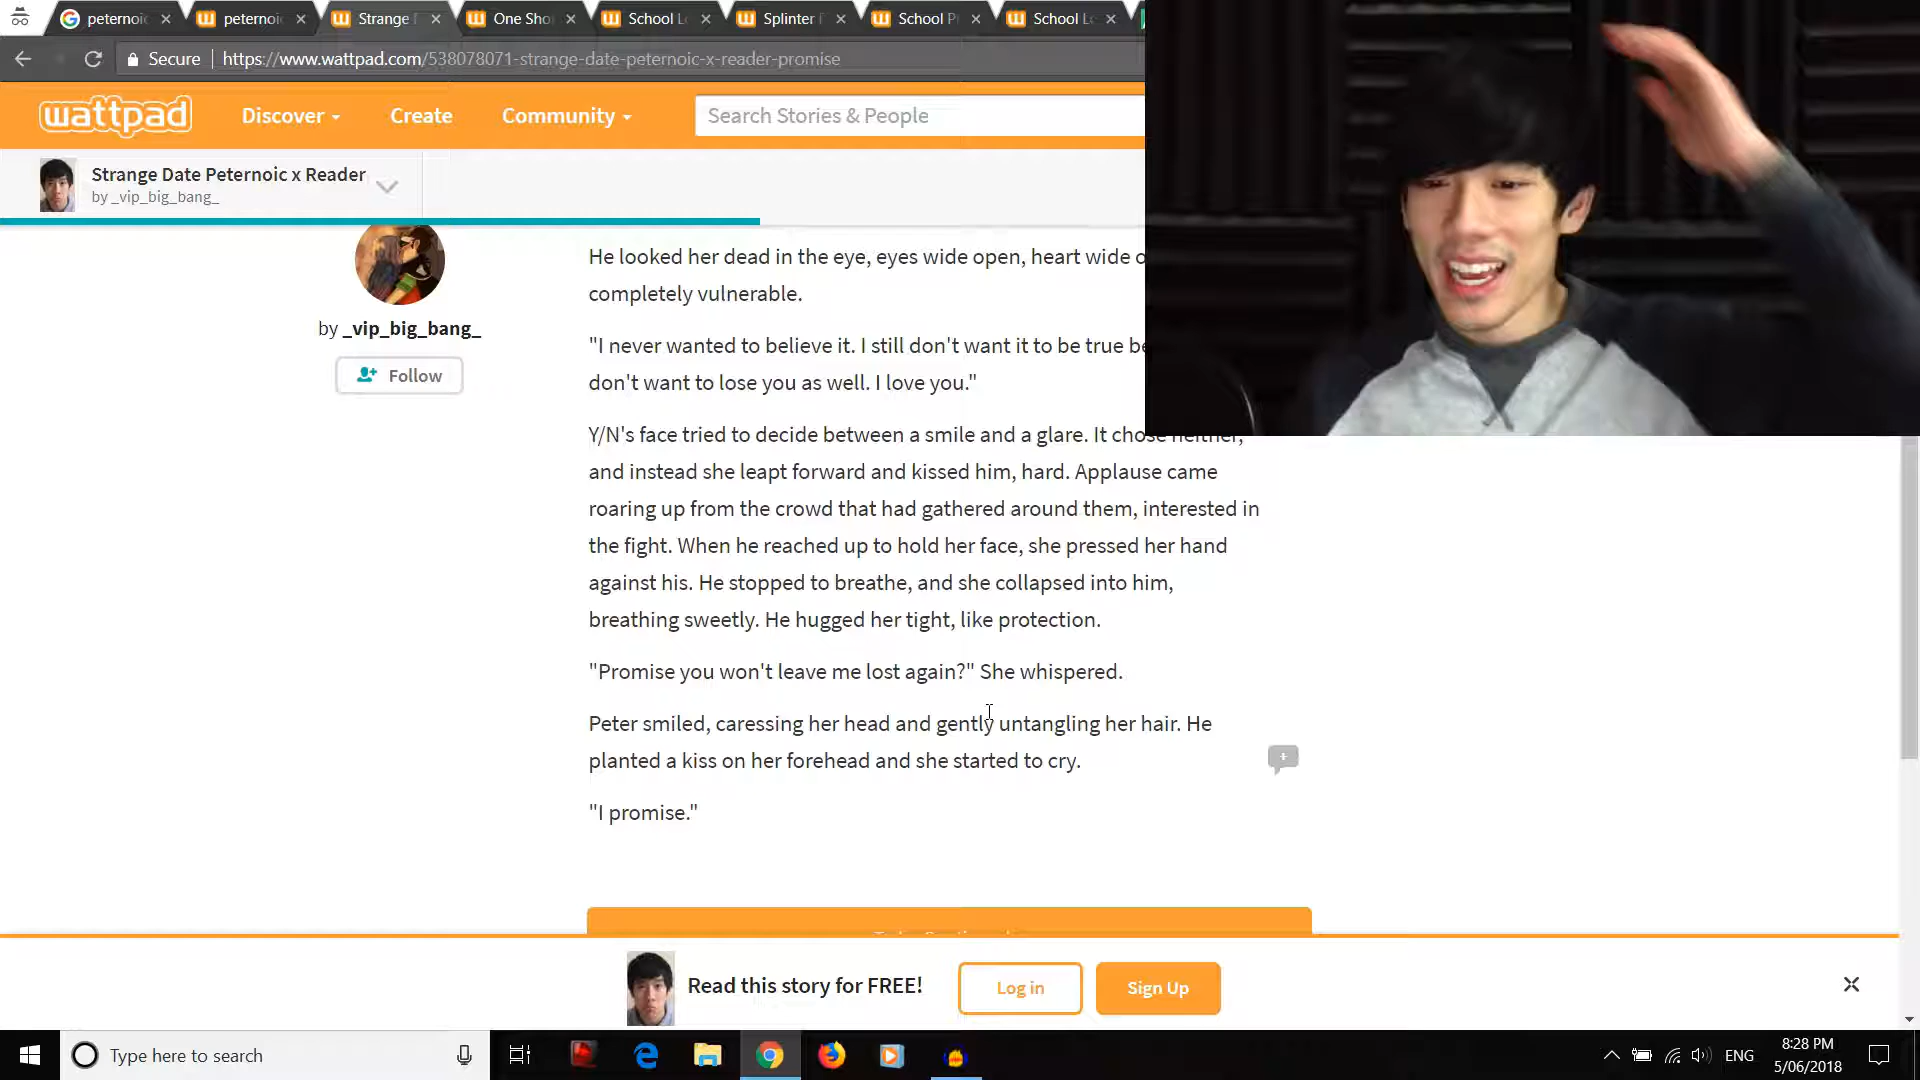 peternoic
peternoic
Strange
One Sho
School L
Splinter
School P
School L
Secure
https://www.wattpad.com/538078071-strange-date-peternoic-x-reader-promise
wattpad
Discover
Create
Community
Search Stories & People
Strange Date Peternoic x Reader
by _vip_big_bang_
by _vip_big_bang_
Follow
He looked her dead in the eye, eyes wide open, heart wide
completely vulnerable.
"I never wanted to believe it. I still don't want it to be true
don't want to lose you as well. I love you."
Y/N's face tried to decide between a smile and a glare. It chose neither,
and instead she leapt forward and kissed him, hard. Applause came
roaring up from the crowd that had gathered around them, interested in
the fight. When he reached up to hold her face, she pressed her hand
against his. He stopped to breathe, and she collapsed into him,
breathing sweetly. He hugged her tight, like protection.
"Promise you won't leave me lost again?" She whispered.
Peter smiled, caressing her head and gently untangling her hair. He
planted a kiss on her forehead and she started to cry.
"I promise."
Read this story for FREE!
Log in
Sign Up
Type here to search
ENG
8:28 PM
5/06/2018